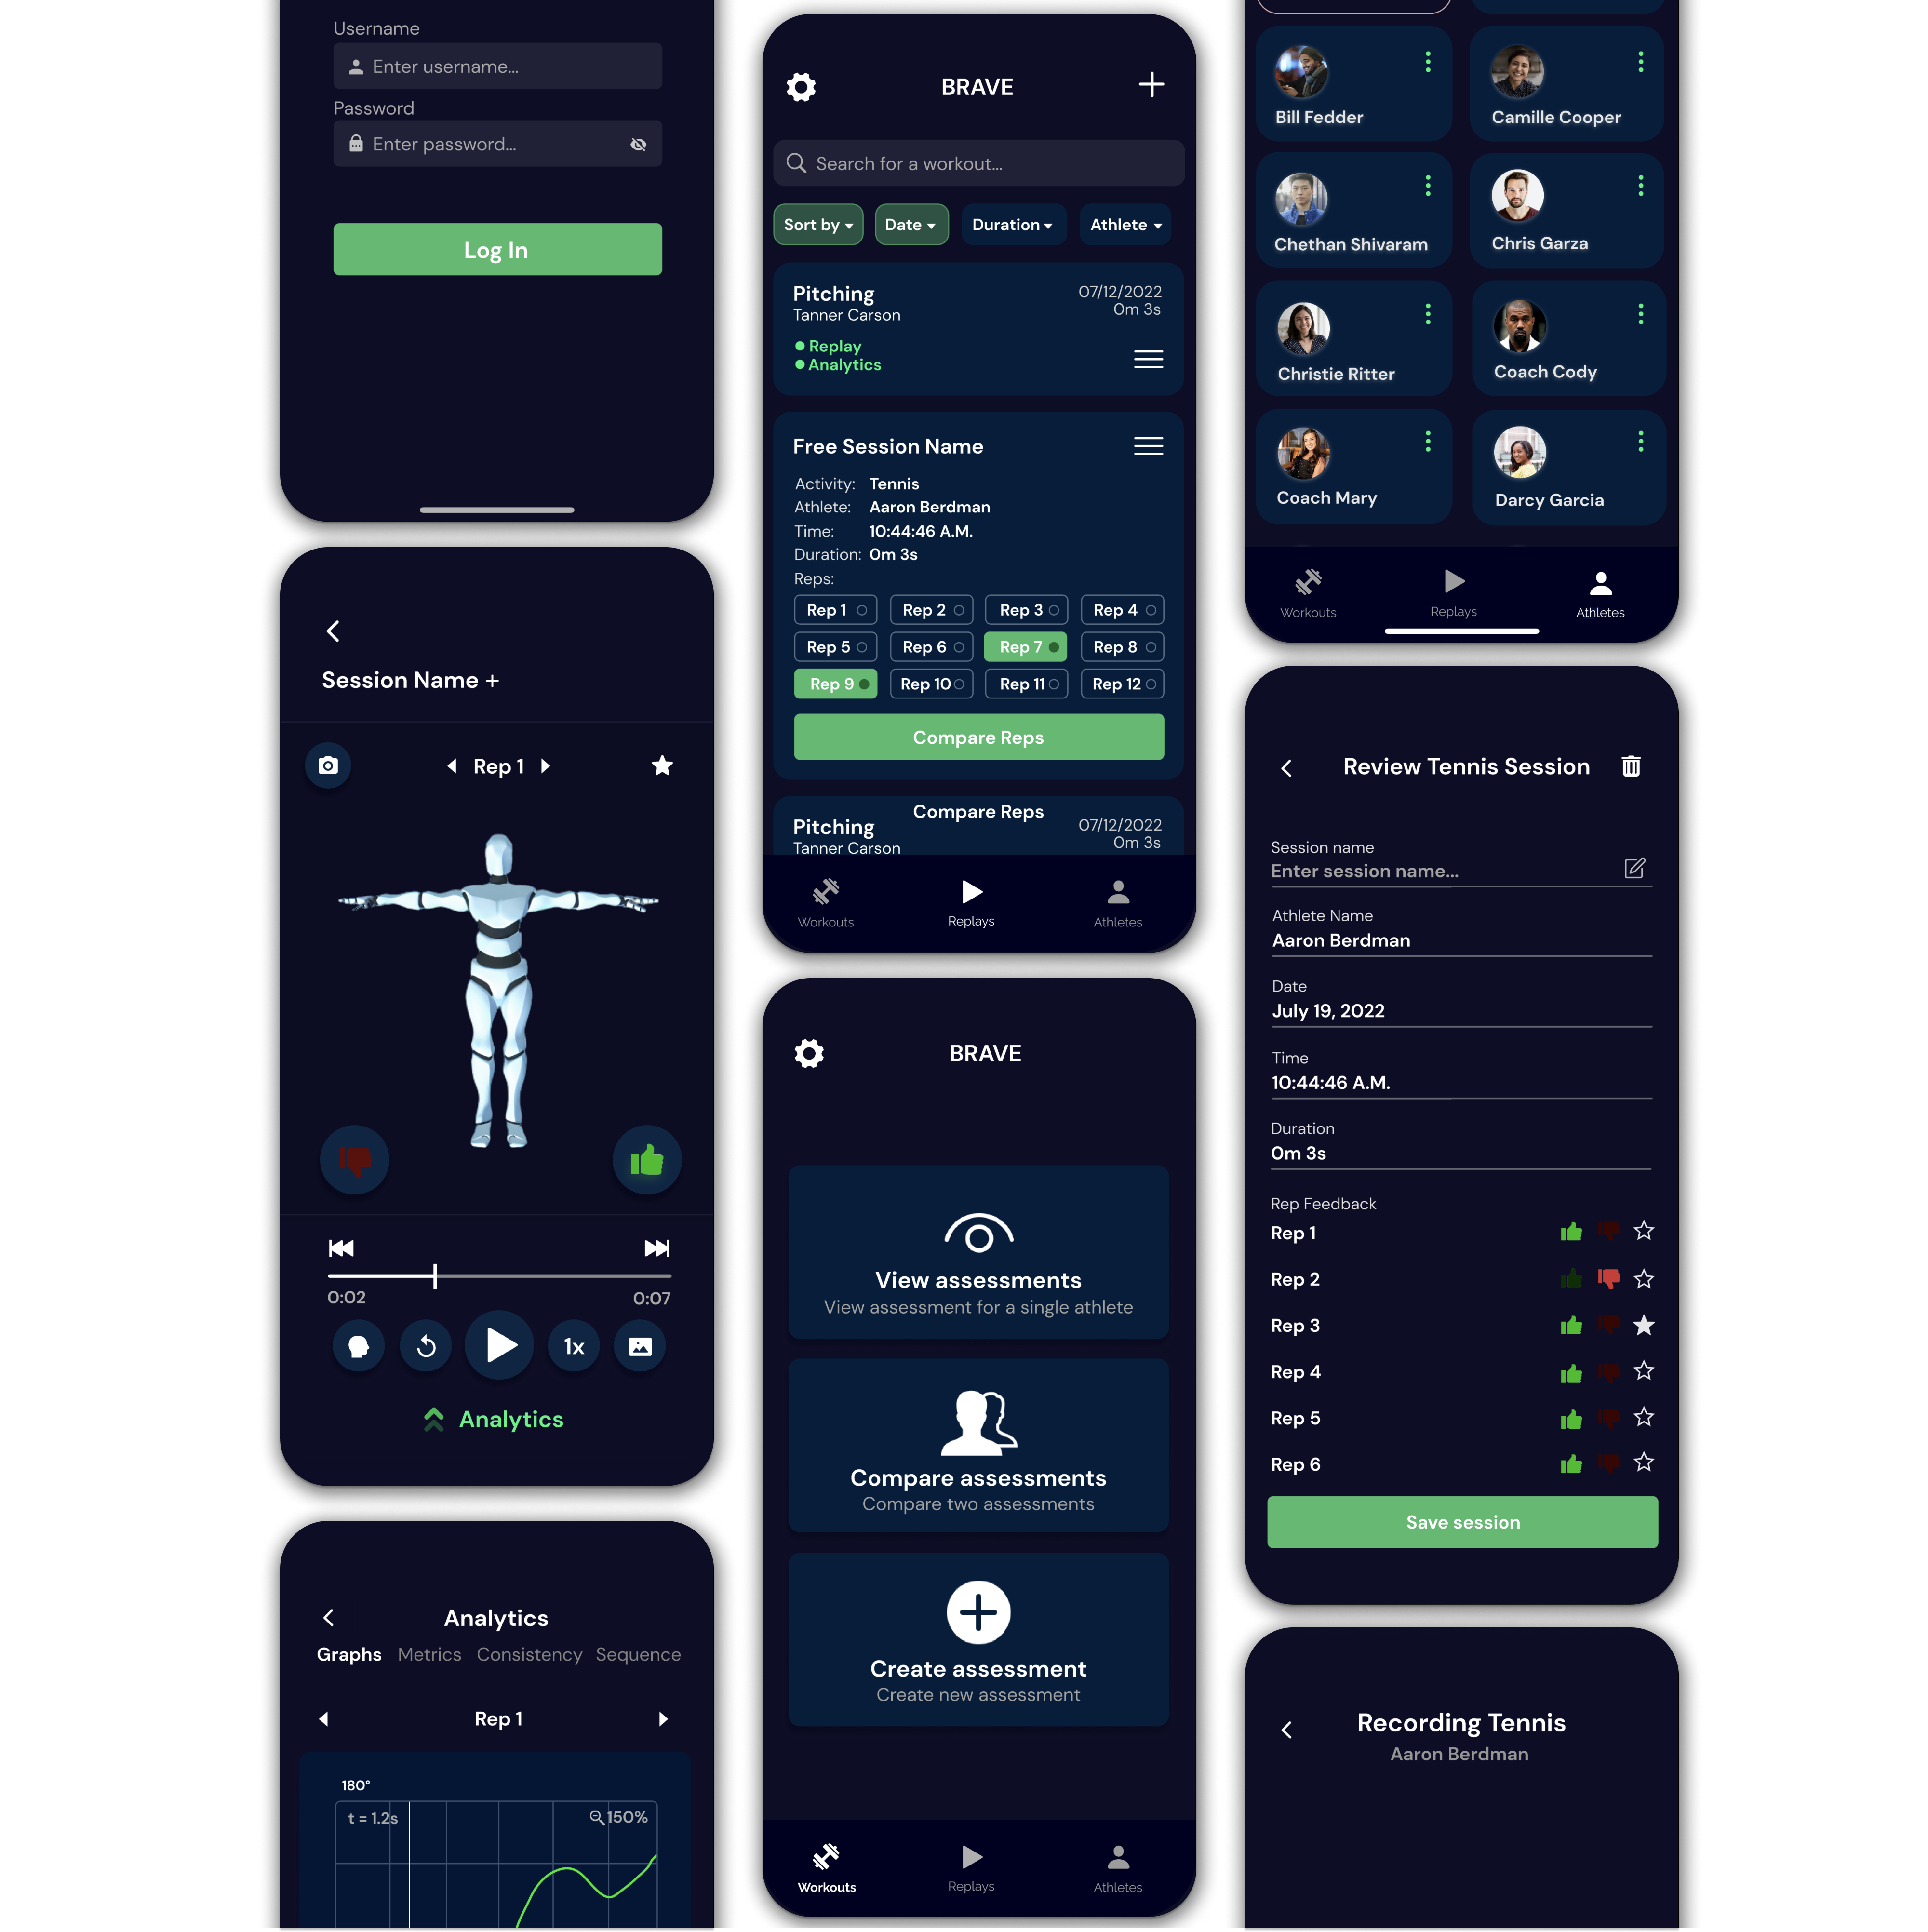 Username
Enter username...
Password
Enter password...
Log In
Session Name +
Rep 1
0:02
0:07
1x
Analytics
Analytics
Graphs Metrics Consistency Sequence
Rep 1
180°
t = 1.2s
150%
BRAVE
Search for a workout...
Sort by Date Duration Athlete
Pitching
07/12/2022
Tanner Carson
0m 3s
Replay
Analytics
Free Session Name
Activity: Tennis
Athlete: Aaron Berdman
Time: 10:44:46 A.M.
Duration: 0m 3s
Reps:
Rep 1 Rep 2 Rep 3 Rep 4
Rep 5 Rep 6 Rep 7 Rep 8
Rep 9 Rep 10 Rep 11 Rep 12
Compare Reps
Compare Reps
Pitching
07/12/2022
Tanner Carson
0m 3s
Workouts Replays Athletes
BRAVE
View assessments
View assessment for a single athlete
Compare assessments
Compare two assessments
Create assessment
Create new assessment
Workouts Replays Athletes
Bill Fedder
Camille Cooper
Chethan Shivaram
Chris Garza
Christie Ritter
Coach Cody
Coach Mary
Darcy Garcia
Workouts Replays Athletes
Review Tennis Session
Session name
Enter session name...
Athlete Name
Aaron Berdman
Date
July 19, 2022
Time
10:44:46 A.M.
Duration
0m 3s
Rep Feedback
Rep 1
Rep 2
Rep 3
Rep 4
Rep 5
Rep 6
Save session
Recording Tennis
Aaron Berdman